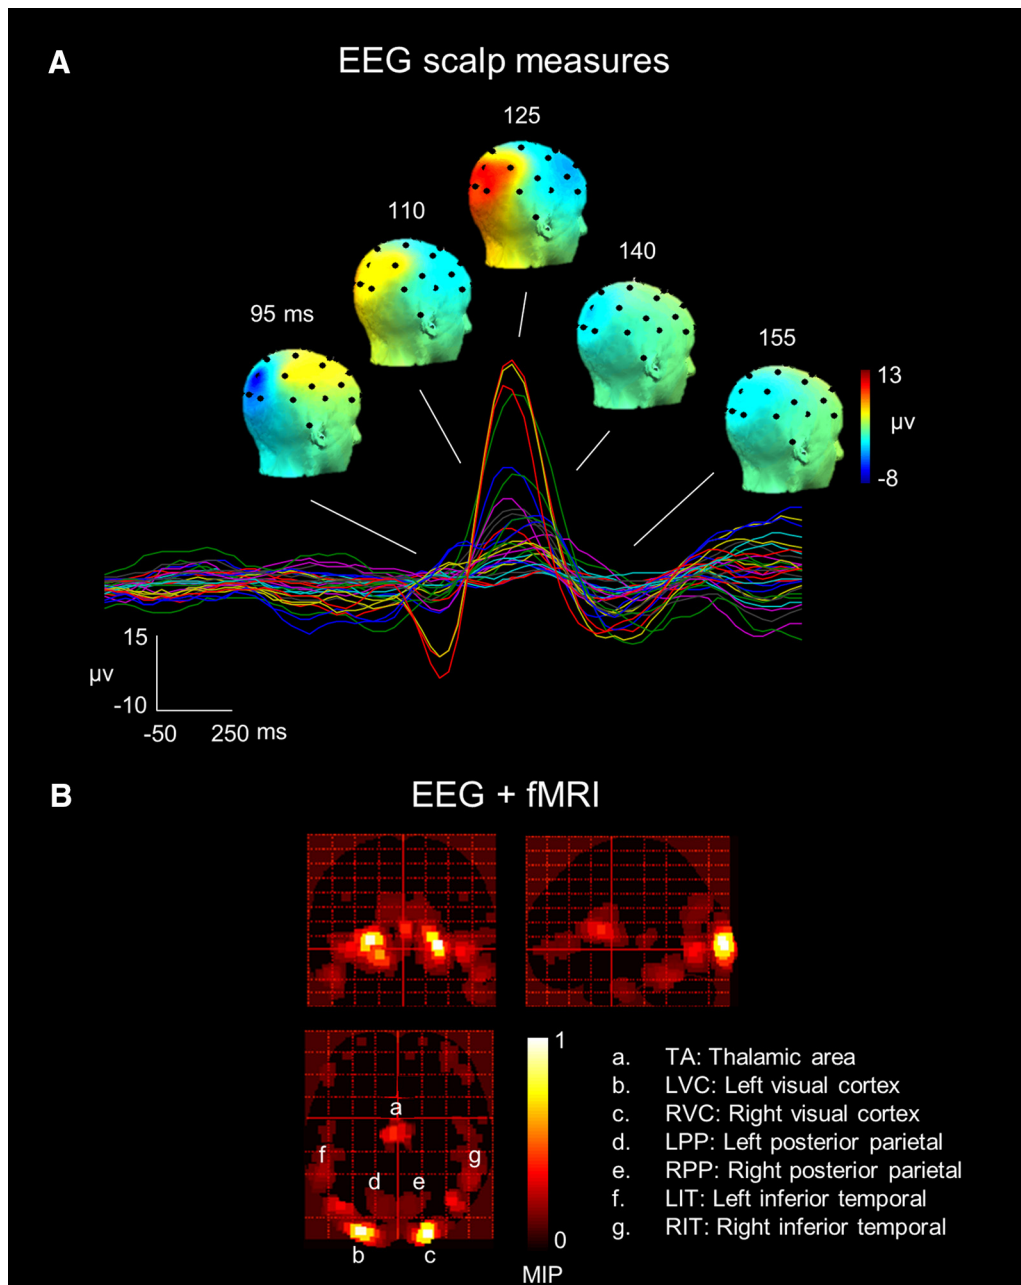 A
EEG scalp measures
125
110
140
95 ms
155
13
µv
-8
15
µv
-10
-50 250 ms
B
EEG + fMRI
1
0
MIP
a
f
g
d
e
b
c
a. TA: Thalamic area
b. LVC: Left visual cortex
c. RVC: Right visual cortex
d. LPP: Left posterior parietal
e. RPP: Right posterior parietal
f. LIT: Left inferior temporal
g. RIT: Right inferior temporal